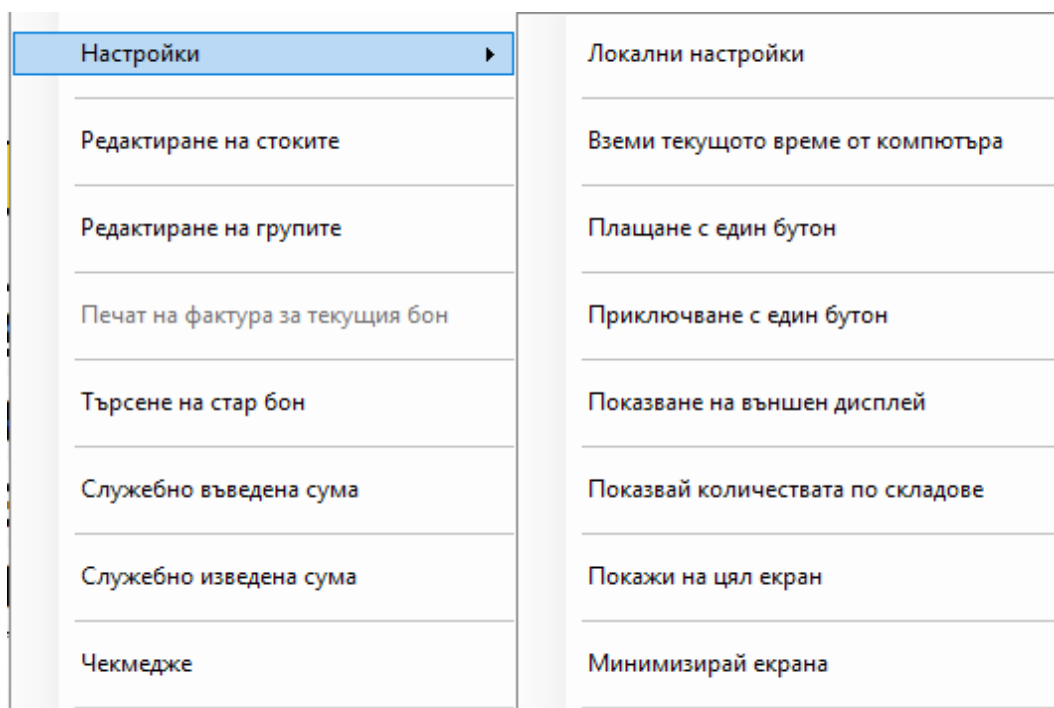 Настройки
Редактиране на стоките
Редактиране на групите
Печат на фактура за текущия бон
Търсене на стар бон
Служебно въведена сума
Служебно изведена сума
Чекмедже
Локални настройки
Вземи текущото време от компютъра
Плащане с един бутон
Приключване с един бутон
Показване на външен дисплей
Показвай количествата по складове
Покажи на цял екран
Минимизирай екрана